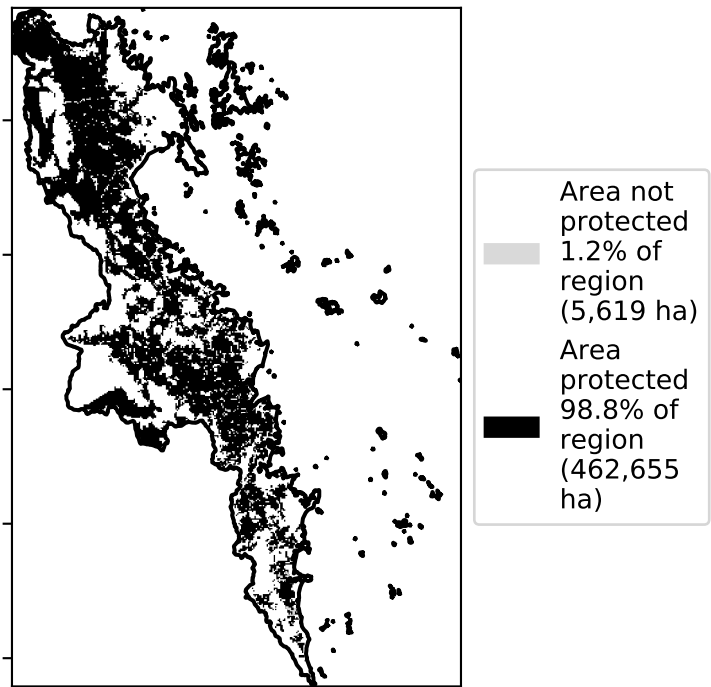 Area not
protected
1.2% of
region
(5,619 ha)
Area
protected
98.8% of
region
(462,655
ha)